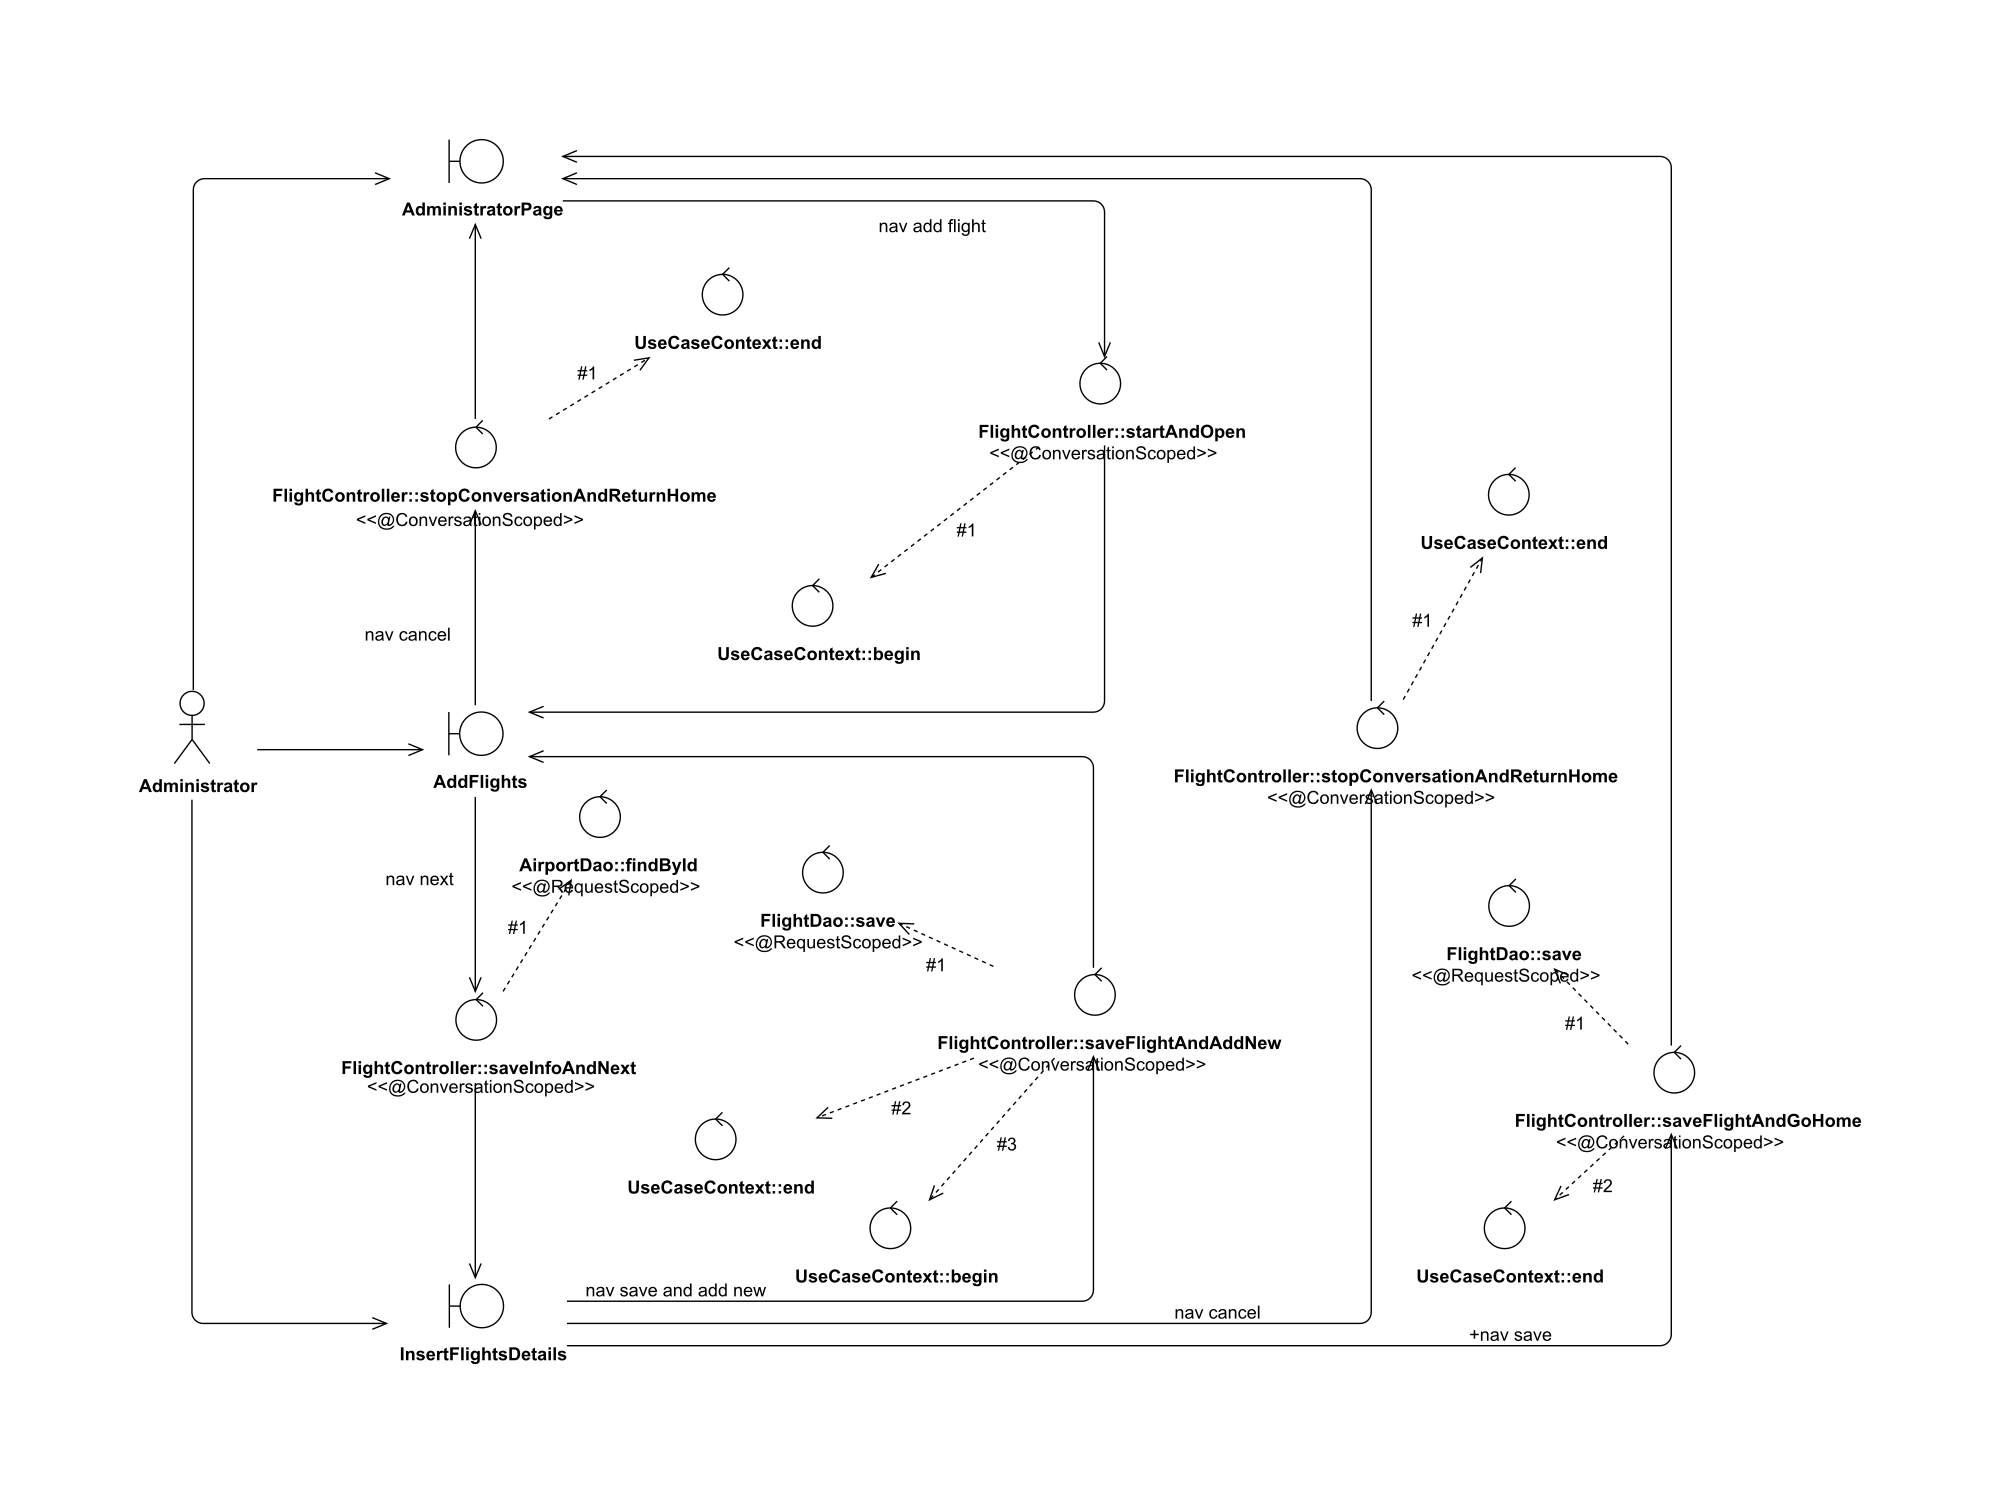 AdministratorPage
nav add flight
UseCaseContext::end
#1
FlightController::startAndOpen
<<@ConversationScoped>>
FlightController::stopConversationAndReturnHome
<<@ConversationScoped>>
#1
UseCaseContext::end
#1
nav cancel
UseCaseContext::begin
Administrator
AddFlights
FlightController::stopConversationAndReturnHome
<<@ConversationScoped>>
nav next
AirportDao::findById
<<@RequestScoped>>
#1
FlightDao::save
<<@RequestScoped>>
#1
FlightDao::save
<<@RequestScoped>>
#1
FlightController::saveInfoAndNext
<<@ConversationScoped>>
FlightController::saveFlightAndAddNew
<<@ConversationScoped>>
#2
#3
FlightController::saveFlightAndGoHome
<<@ConversationScoped>>
#2
UseCaseContext::end
UseCaseContext::begin
UseCaseContext::end
nav save and add new
nav cancel
+nav save
InsertFlightsDetails